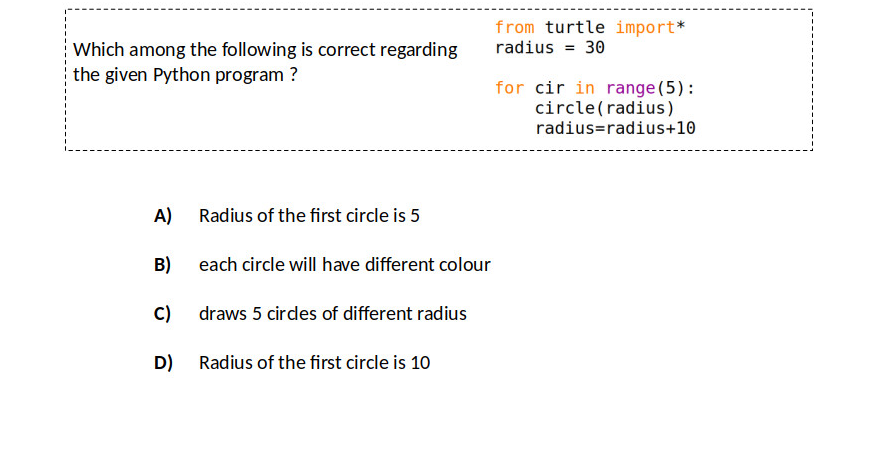 Which among the following is correct regarding
the given Python program ?
from turtle import*
radius = 30
for cir in range(5):
    circle(radius)
    radius=radius+10
A) Radius of the first circle is 5
B) each circle will have different colour
C) draws 5 circles of different radius
D) Radius of the first circle is 10